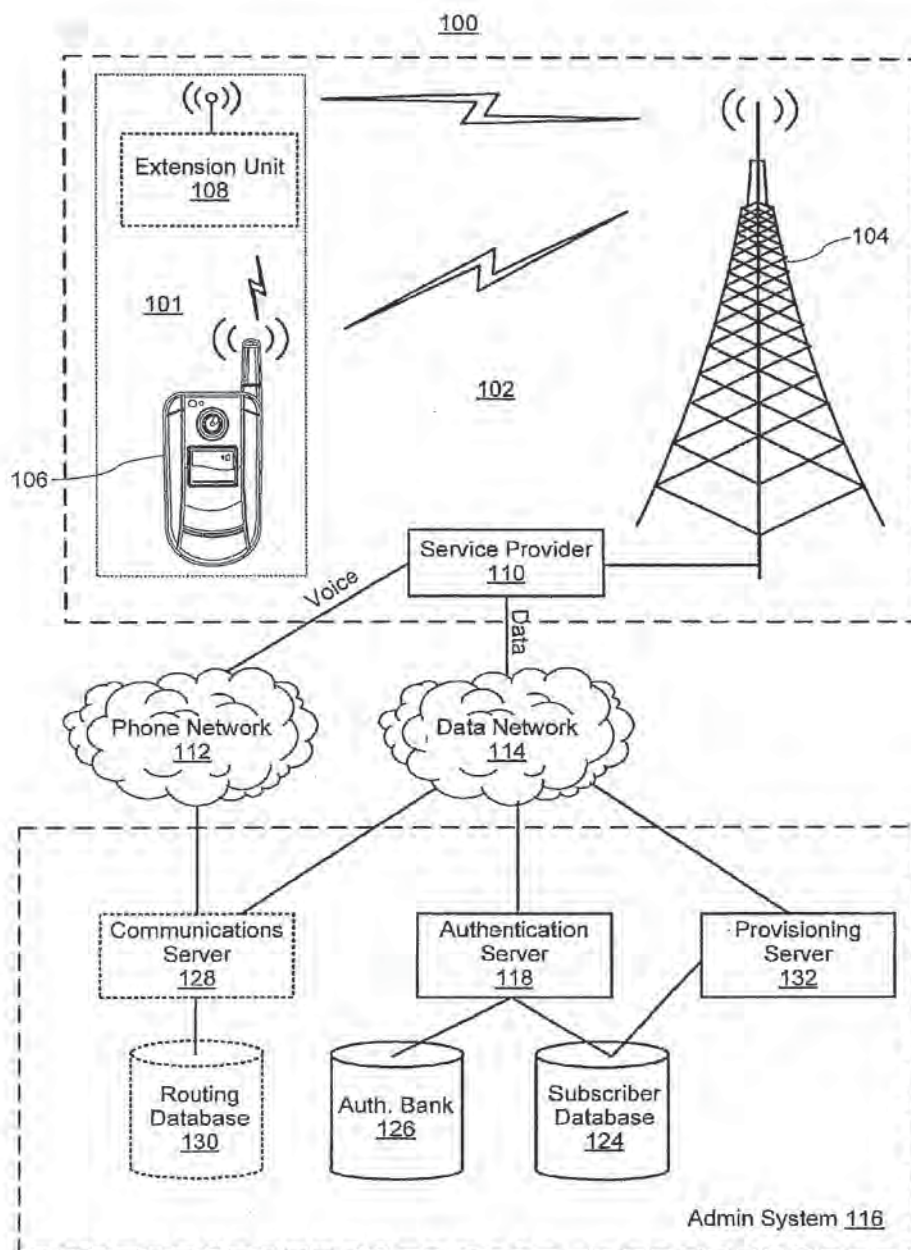 100
Extension Unit
108
104
101
102
106
Service Provider
110
Voice
Data
Phone Network
112
Data Network
114
Communications
Server
128
Authentication
Server
118
Provisioning
Server
132
Routing
Database
130
Auth. Bank
126
Subscriber
Database
124
Admin System 116